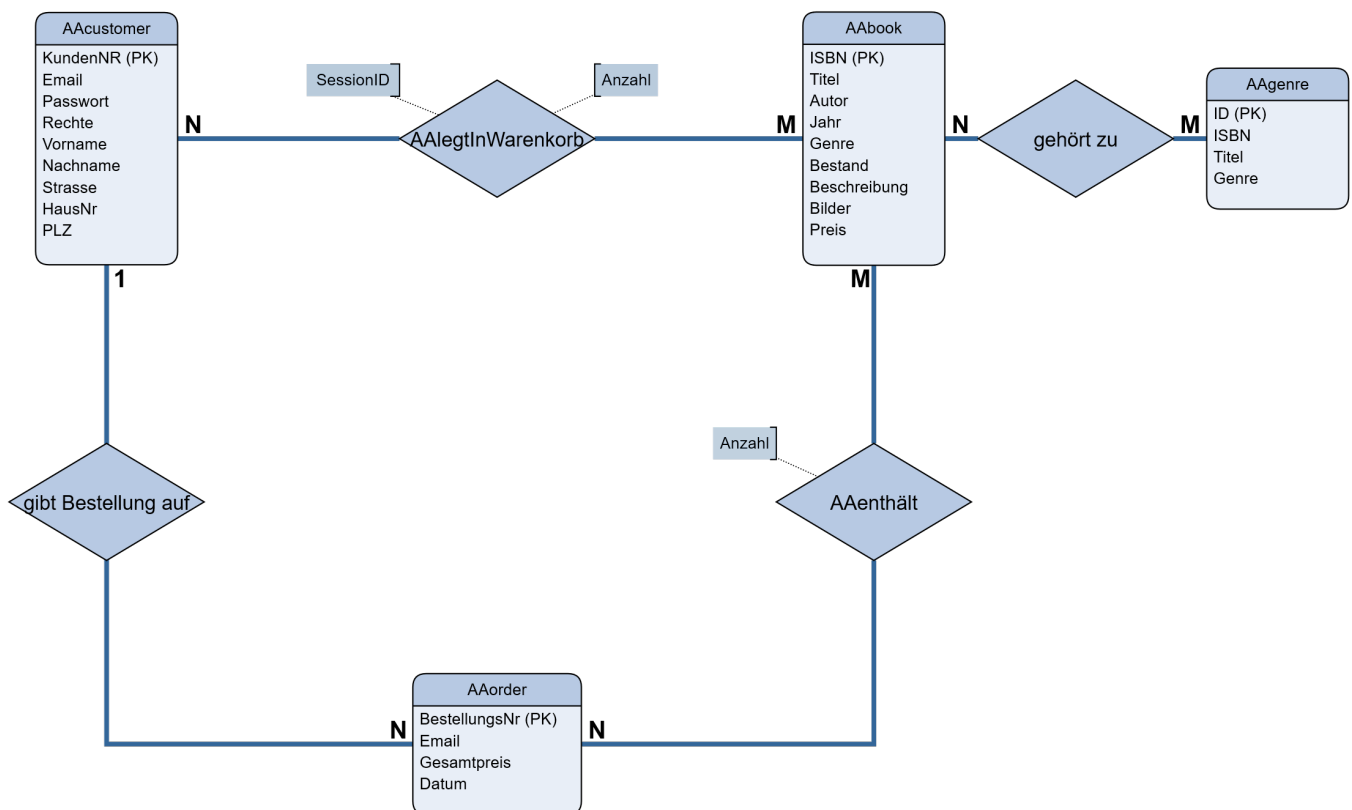 AAcustomer
KundenNR (PK)
Email
Passwort
Rechte
Vorname
Nachname
Strasse
HausNr
PLZ
N
SessionID
Anzahl
AAlegtInWarenkorb
M
AAbook
ISBN (PK)
Titel
Autor
Jahr
Genre
Bestand
Beschreibung
Bilder
Preis
N
gehört zu
M
AAgenre
ID (PK)
ISBN
Titel
Genre
1
M
gibt Bestellung auf
Anzahl
AAenthält
N
AAorder
BestellungsNr (PK)
Email
Gesamtpreis
Datum
N